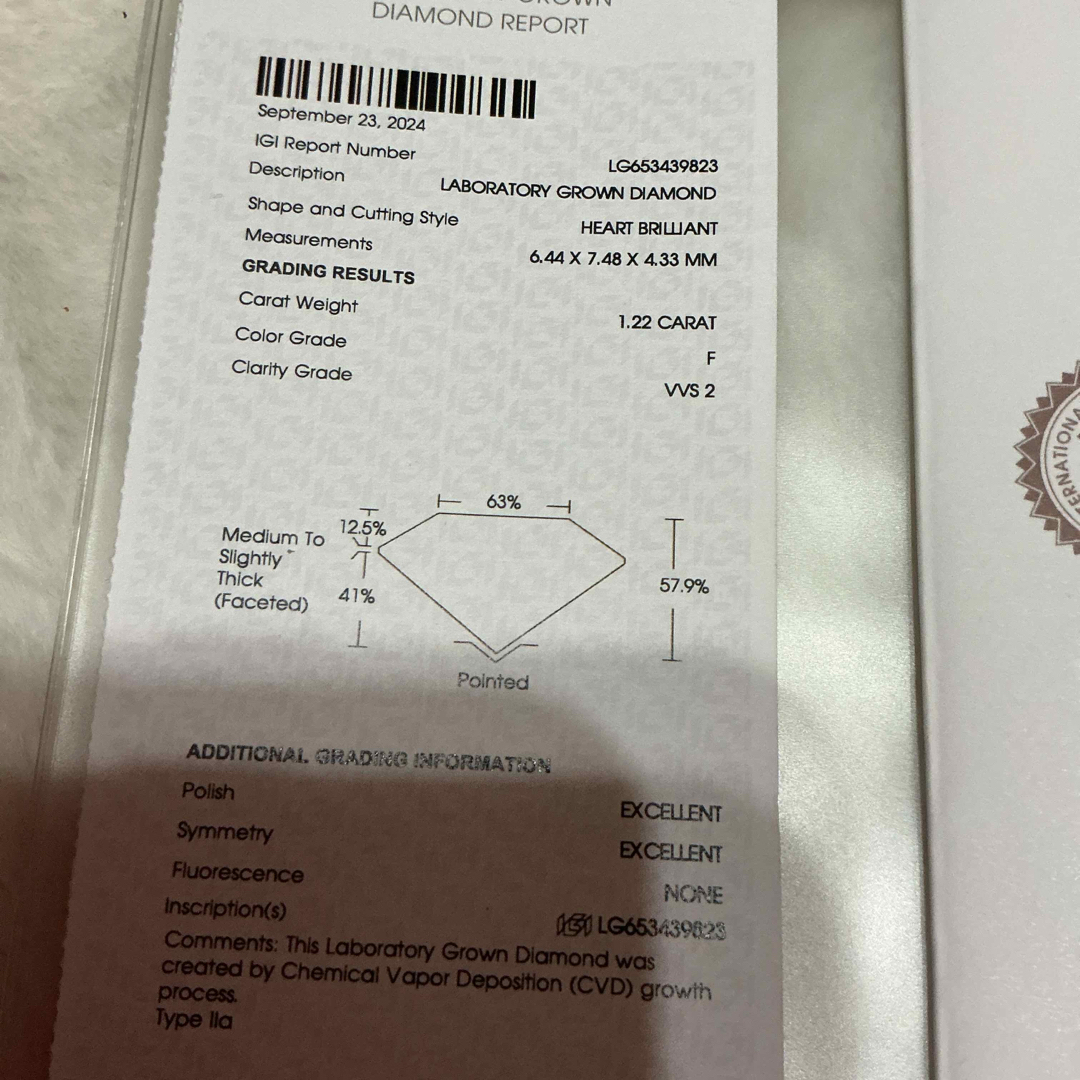 DIAMOND REPORT
September 23, 2024
IGI Report Number LG653439823
Description LABORATORY GROWN DIAMOND
Shape and Cutting Style HEART BRILLIANT
Measurements 6.44 X 7.48 X 4.33 MM
GRADING RESULTS
Carat Weight 1.22 CARAT
Color Grade F
Clarity Grade VVS 2
63%
12.5%
Medium To
Slightly
Thick
(Faceted)
41%
57.9%
Pointed
ADDITIONAL GRADING INFORMATION
Polish EXCELLENT
Symmetry EXCELLENT
Fluorescence NONE
Inscription(s) IGI LG653439823
Comments: This Laboratory Grown Diamond was
created by Chemical Vapor Deposition (CVD) growth
process.
Type IIa